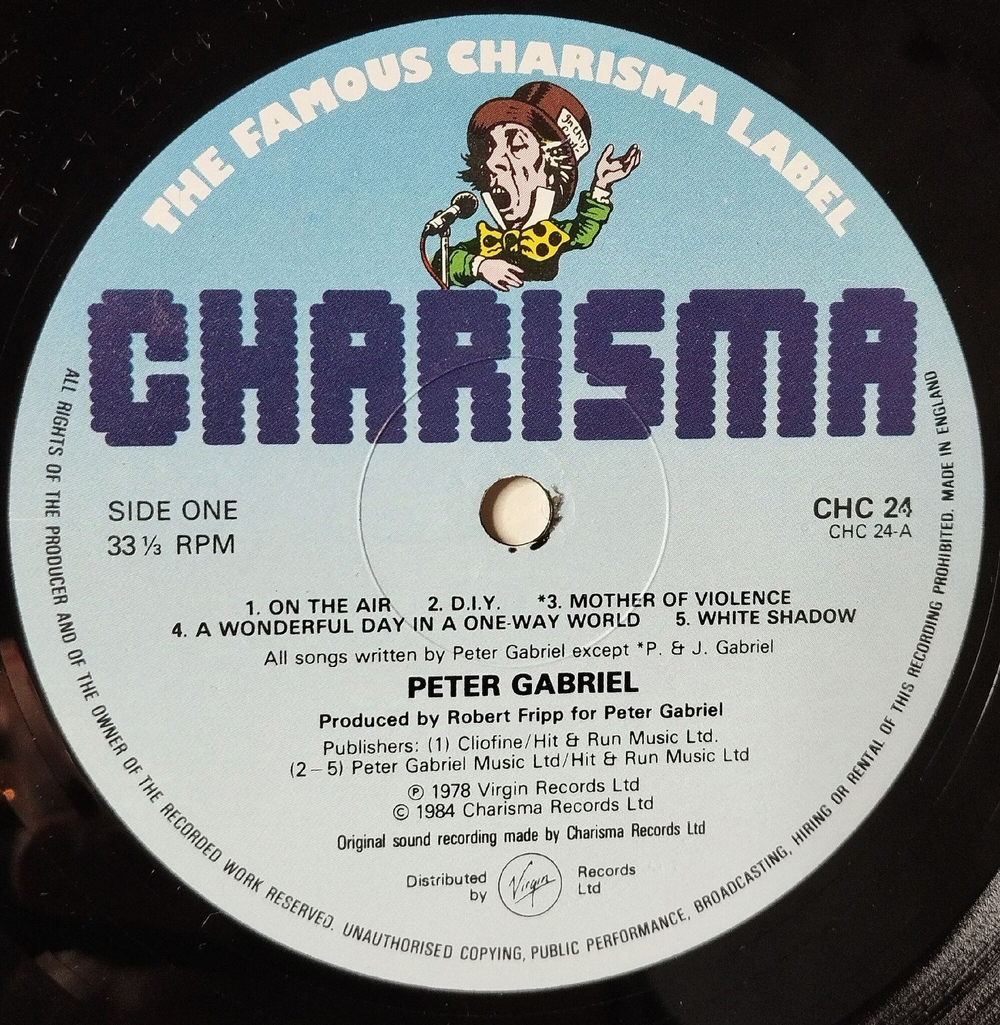 THE FAMOUS CHARISMA LABEL
In this
CHARISMA
SIDE ONE
33⅓ RPM
CHC 24
CHC 24-A
1. ON THE AIR 2. D.I.Y. *3. MOTHER OF VIOLENCE
4. A WONDERFUL DAY IN A ONE-WAY WORLD 5. WHITE SHADOW
All songs written by Peter Gabriel except *P. & J. Gabriel
PETER GABRIEL
Produced by Robert Fripp for Peter Gabriel
Publishers: (1) Cliofine/Hit & Run Music Ltd.
(2–5) Peter Gabriel Music Ltd/Hit & Run Music Ltd
℗ 1978 Virgin Records Ltd
© 1984 Charisma Records Ltd
Original sound recording made by Charisma Records Ltd
Distributed by Virgin Records Ltd
ALL RIGHTS OF THE PRODUCER AND OF THE OWNER OF THE RECORDED WORK RESERVED. UNAUTHORISED COPYING, PUBLIC PERFORMANCE, BROADCASTING, HIRING OR RENTAL OF THIS RECORDING PROHIBITED. MADE IN ENGLAND